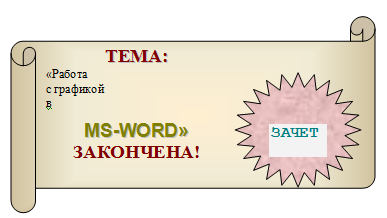 ТЕМА:
«Работа
с графикой
в
MS-WORD»
ЗАКОНЧЕНА!
ЗАЧЕТ